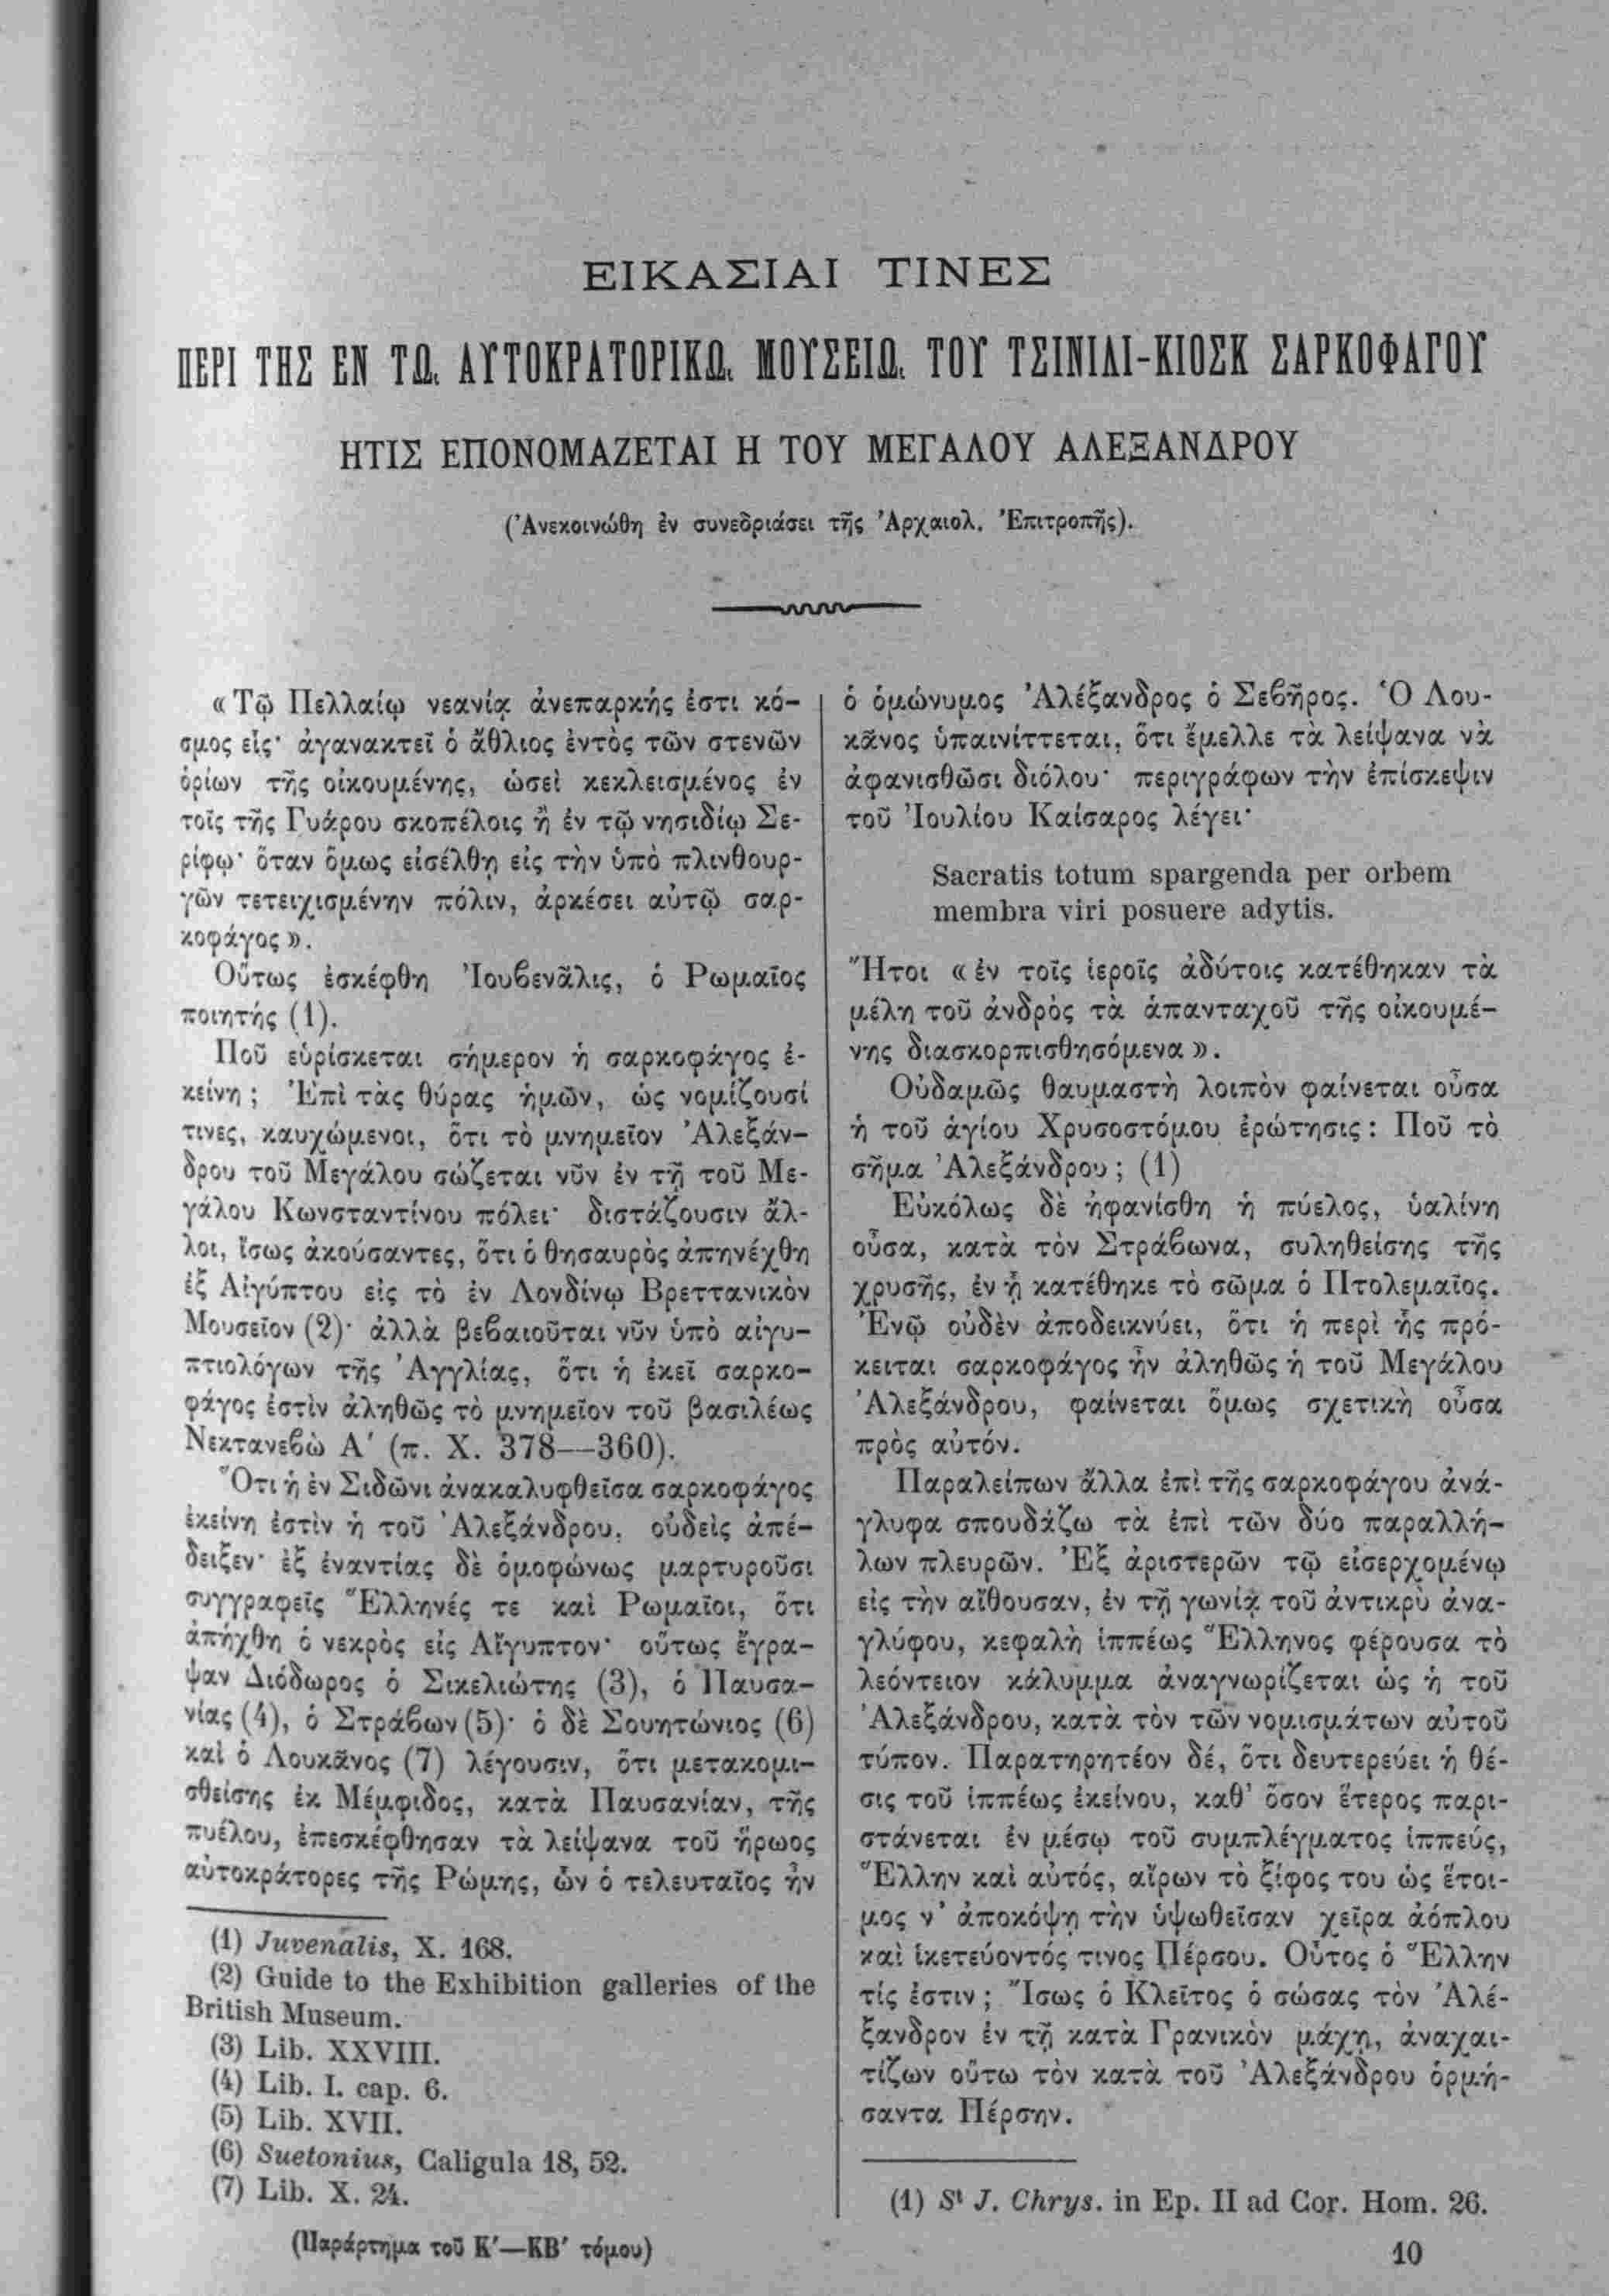 ΕΙΚΑΣΙΑΙ ΤΙΝΕΣ
ΠΕΡΙ ΤΗΣ ΕΝ ΤΩι ΑΥΤΟΚΡΑΤΟΡΙΚΩι ΜΟΥΣΕΙΩι ΤΟΥ ΤΣΙΝΙΛΙ-ΚΙΟΣΚ ΣΑΡΚΟΦΑΓΟΥ
ΗΤΙΣ ΕΠΟΝΟΜΑΖΕΤΑΙ Η ΤΟΥ ΜΕΓΑΛΟΥ ΑΛΕΞΑΝΔΡΟΥ
(Ἀνεκοινώθη ἐν συνεδριάσει τῆς Ἀρχαιολ. Ἐπιτροπῆς).
«Τῷ Πελλαίῳ νεανίᾳ ἀνεπαρκής ἐστι κό-
σμος εἷς· ἀγανακτεῖ ὁ ἄθλιος ἐντὸς τῶν στενῶν
ὁρίων τῆς οἰκουμένης, ὡσεὶ κεκλεισμένος ἐν
τοῖς τῆς Γυάρου σκοπέλοις ἢ ἐν τῷ νησιδίῳ Σε-
ρίφῳ· ὅταν ὅμως εἰσέλθῃ εἰς τὴν ὑπὸ πλινθουρ-
γῶν τετειχισμένην πόλιν, ἀρκέσει αὐτῷ σαρ-
κοφάγος».
Οὕτως ἐσκέφθη Ἰουβενᾶλις, ὁ Ρωμαῖος
ποιητής (1).
Ποῦ εὑρίσκεται σήμερον ἡ σαρκοφάγος ἐ-
κείνη; Ἐπὶ τὰς θύρας ἡμῶν, ὡς νομίζουσί
τινες, καυχώμενοι, ὅτι τὸ μνημεῖον Ἀλεξάν-
δρου τοῦ Μεγάλου σώζεται νῦν ἐν τῇ τοῦ Με-
γάλου Κωνσταντίνου πόλει· διστάζουσιν ἄλ-
λοι, ἴσως ἀκούσαντες, ὅτι ὁ θησαυρὸς ἀπηνέχθη
ἐξ Αἰγύπτου εἰς τὸ ἐν Λονδίνῳ Βρεττανικὸν
Μουσεῖον (2)· ἀλλὰ βεβαιοῦται νῦν ὑπὸ αἰγυ-
πτιολόγων τῆς Ἀγγλίας, ὅτι ἡ ἐκεῖ σαρκο-
φάγος ἐστὶν ἀληθῶς τὸ μνημεῖον τοῦ βασιλέως
Νεκτανεβὼ Α′ (π. Χ. 378—360).
Ὅτι ἡ ἐν Σιδῶνι ἀνακαλυφθεῖσα σαρκοφάγος
ἐκείνη ἐστὶν ἡ τοῦ Ἀλεξάνδρου, οὐδεὶς ἀπέ-
δειξεν· ἐξ ἐναντίας δὲ ὁμοφώνως μαρτυροῦσι
συγγραφεῖς Ἕλληνές τε καὶ Ρωμαῖοι, ὅτι
ἀπήχθη ὁ νεκρὸς εἰς Αἴγυπτον· οὕτως ἔγρα-
ψαν Διόδωρος ὁ Σικελιώτης (3), ὁ Παυσα-
νίας (4), ὁ Στράβων (5)· ὁ δὲ Σουητώνιος (6)
καὶ ὁ Λουκᾶνος (7) λέγουσιν, ὅτι μετακομι-
σθείσης ἐκ Μέμφιδος, κατὰ Παυσανίαν, τῆς
πυέλου, ἐπεσκέφθησαν τὰ λείψανα τοῦ ἥρωος
αὐτοκράτορες τῆς Ρώμης, ὧν ὁ τελευταῖος ἦν
(1) Juvenalis, X. 168.
(2) Guide to the Exhibition galleries of the
British Museum.
(3) Lib. XXVIII.
(4) Lib. I. cap. 6.
(5) Lib. XVII.
(6) Suetonius, Caligula 18, 52.
(7) Lib. X. 24.
(Παράρτημα τοῦ Κ′—ΚΒ′ τόμου)
ὁ ὁμώνυμος Ἀλέξανδρος ὁ Σεβῆρος. Ὁ Λου-
κᾶνος ὑπαινίττεται, ὅτι ἔμελλε τὰ λείψανα νὰ
ἀφανισθῶσι διόλου· περιγράφων τὴν ἐπίσκεψιν
τοῦ Ἰουλίου Καίσαρος λέγει·
Sacratis totum spargenda per orbem
membra viri posuere adytis.
Ἤτοι «ἐν τοῖς ἱεροῖς ἀδύτοις κατέθηκαν τὰ
μέλη τοῦ ἀνδρὸς τὰ ἁπανταχοῦ τῆς οἰκουμέ-
νης διασκορπισθησόμενα».
Οὐδαμῶς θαυμαστὴ λοιπὸν φαίνεται οὖσα
ἡ τοῦ ἁγίου Χρυσοστόμου ἐρώτησις: Ποῦ τὸ
σῆμα Ἀλεξάνδρου; (1)
Εὐκόλως δὲ ἠφανίσθη ἡ πύελος, ὑαλίνη
οὖσα, κατὰ τὸν Στράβωνα, συληθείσης τῆς
χρυσῆς, ἐν ᾗ κατέθηκε τὸ σῶμα ὁ Πτολεμαῖος.
Ἐνῷ οὐδὲν ἀποδεικνύει, ὅτι ἡ περὶ ἧς πρό-
κειται σαρκοφάγος ἦν ἀληθῶς ἡ τοῦ Μεγάλου
Ἀλεξάνδρου, φαίνεται ὅμως σχετικὴ οὖσα
πρὸς αὐτόν.
Παραλείπων ἄλλα ἐπὶ τῆς σαρκοφάγου ἀνά-
γλυφα σπουδάζω τὰ ἐπὶ τῶν δύο παραλλή-
λων πλευρῶν. Ἐξ ἀριστερῶν τῷ εἰσερχομένῳ
εἰς τὴν αἴθουσαν, ἐν τῇ γωνίᾳ τοῦ ἀντικρὺ ἀνα-
γλύφου, κεφαλὴ ἱππέως Ἕλληνος φέρουσα τὸ
λεόντειον κάλυμμα ἀναγνωρίζεται ὡς ἡ τοῦ
Ἀλεξάνδρου, κατὰ τὸν τῶν νομισμάτων αὐτοῦ
τύπον. Παρατηρητέον δέ, ὅτι δευτερεύει ἡ θέ-
σις τοῦ ἱππέως ἐκείνου, καθ' ὅσον ἕτερος παρι-
στάνεται ἐν μέσῳ τοῦ συμπλέγματος ἱππεύς,
Ἕλλην καὶ αὐτός, αἴρων τὸ ξίφος του ὡς ἕτοι-
μος ν' ἀποκόψῃ τὴν ὑψωθεῖσαν χεῖρα ἀόπλου
καὶ ἱκετεύοντός τινος Πέρσου. Οὗτος ὁ Ἕλλην
τίς ἐστιν; Ἴσως ὁ Κλεῖτος ὁ σώσας τὸν Ἀλέ-
ξανδρον ἐν τῇ κατὰ Γρανικὸν μάχῃ, ἀναχαι-
τίζων οὕτω τὸν κατὰ τοῦ Ἀλεξάνδρου ὁρμή-
σαντα Πέρσην.
(1) St J. Chrys. in Ep. II ad Cor. Hom. 26.
10